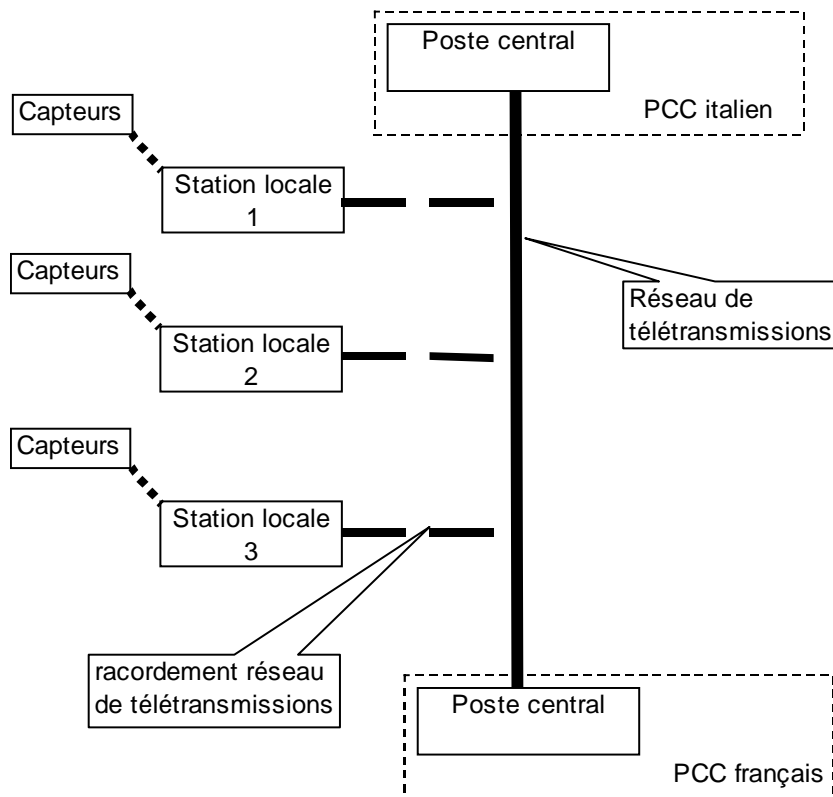 Poste central
PCC italien
Capteurs
Station locale
1
Capteurs
Réseau de
télétransmissions
Station locale
2
Capteurs
Station locale
3
racordement réseau
de télétransmissions
Poste central
PCC français